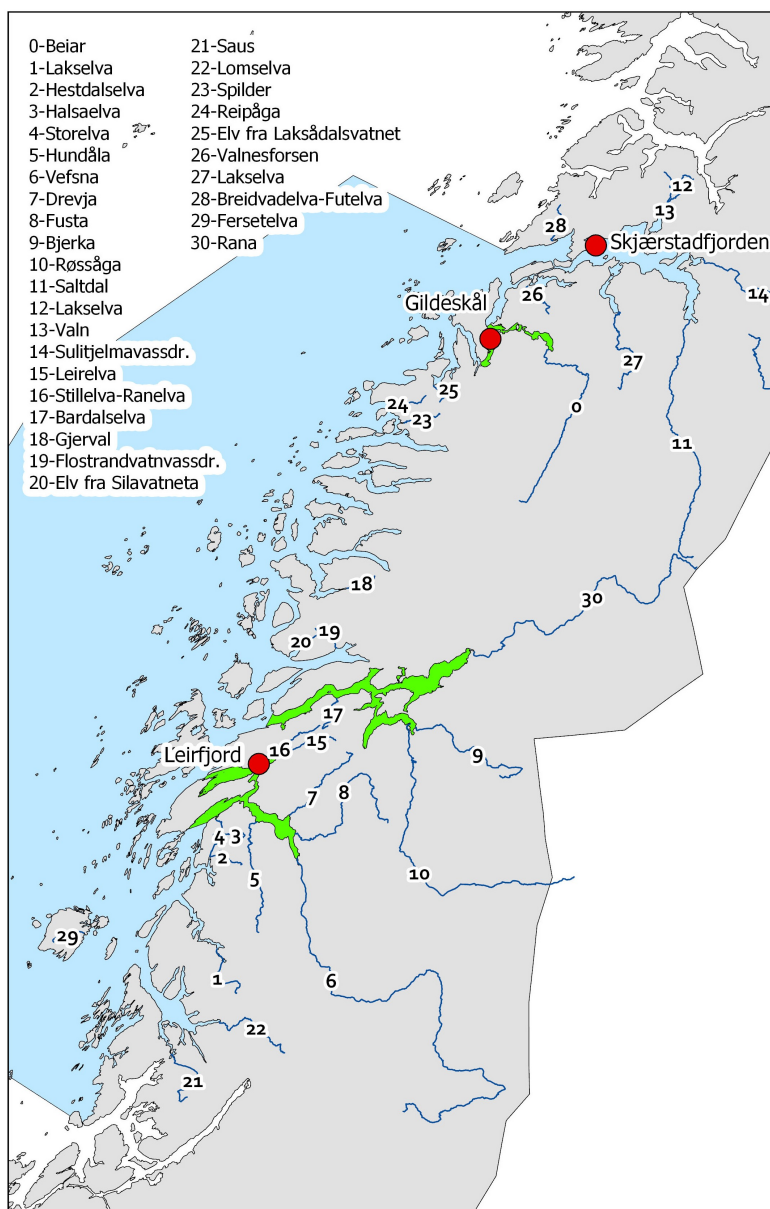 0-Beiar
1-Lakselva
2-Hestdalselva
3-Halsaelva
4-Storelva
5-Hundåla
6-Vefsna
7-Drevja
8-Fusta
9-Bjerka
10-Røssåga
11-Saltdal
12-Lakselva
13-Valn
14-Sulitjelmavassdr.
15-Leirelva
16-Stillelva-Ranelva
17-Bardalselva
18-Gjerval
19-Flostrandvatnvassdr.
20-Elv fra Silavatneta
21-Saus
22-Lomselva
23-Spilder
24-Reipåga
25-Elv fra Laksådalsvatnet
26-Valnesforsen
27-Lakselva
28-Breidvadelva-Futelva
29-Fersetelva
30-Rana
12
13
28
Skjærstadfjorden
14
26
Gildeskål
27
25
24
23
0
11
18
30
19
20
17
16
15
Leirfjord
9
7
8
4
3
2
5
10
29
1
6
22
21